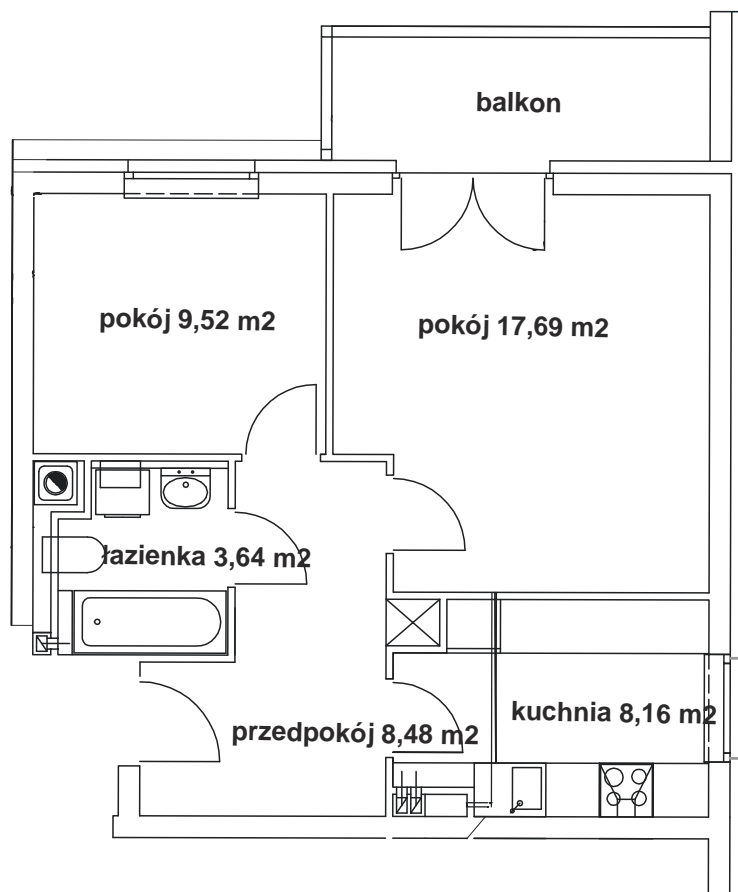 balkon
pokój 9,52 m2
pokój 17,69 m2
łazienka 3,64 m2
kuchnia 8,16 m2
przedpokój 8,48 m2